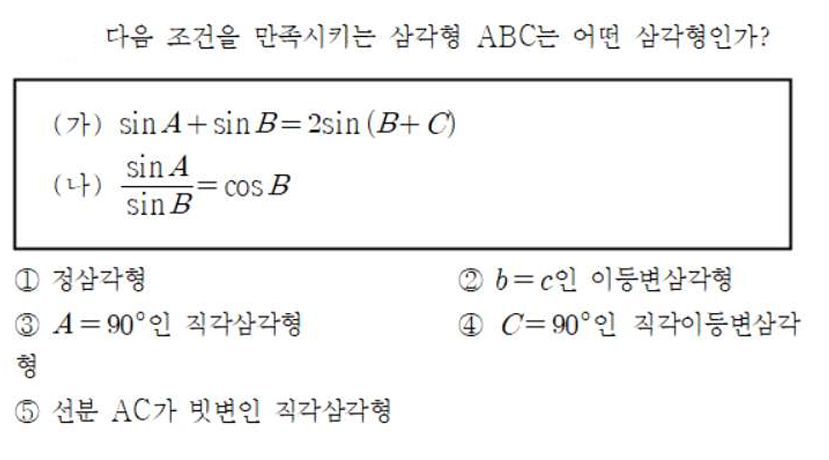 다음 조건을 만족시키는 삼각형 ABC는 어떤 삼각형인가?
(가) sin A + sin B = 2sin (B + C)
(나) sin A / sin B = cos B
① 정삼각형 ② b = c인 이등변삼각형
③ A = 90°인 직각삼각형 ④ C = 90°인 직각이등변삼각
형
⑤ 선분 AC가 빗변인 직각삼각형